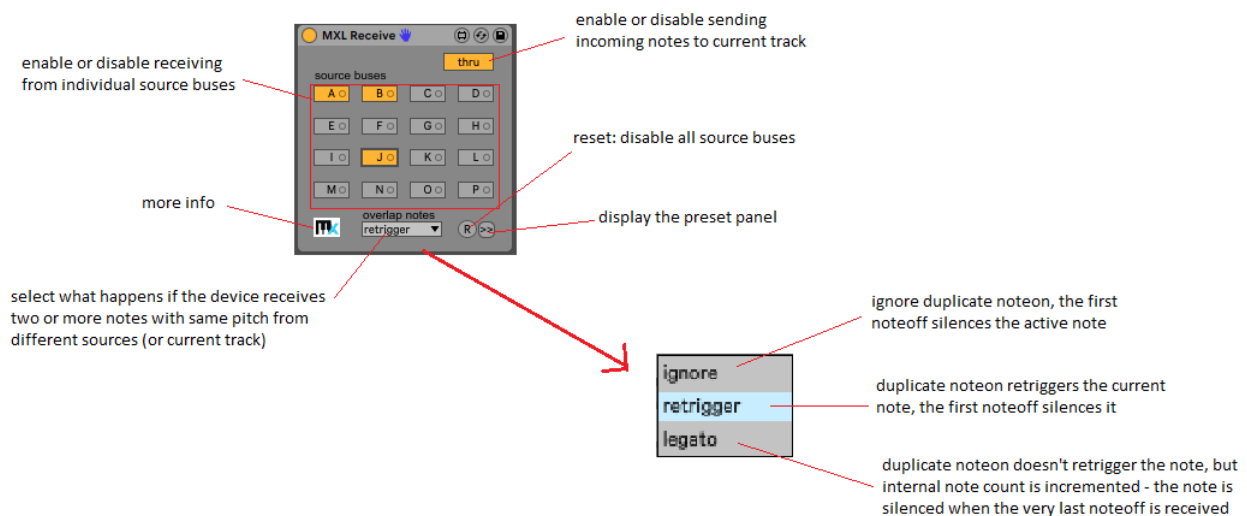 enable or disable sending
incoming notes to current track
MXL Receive
thru
enable or disable receiving
from individual source buses
source buses
A B C D
E F G H
I J K L
M N O P
reset: disable all source buses
more info
mx
overlap notes
retrigger
R >>
display the preset panel
select what happens if the device receives
two or more notes with same pitch from
different sources (or current track)
ignore duplicate noteon, the first
noteoff silences the active note
ignore
retrigger
legato
duplicate noteon retriggers the current
note, the first noteoff silences it
duplicate noteon doesn't retrigger the note, but
internal note count is incremented - the note is
silenced when the very last noteoff is received